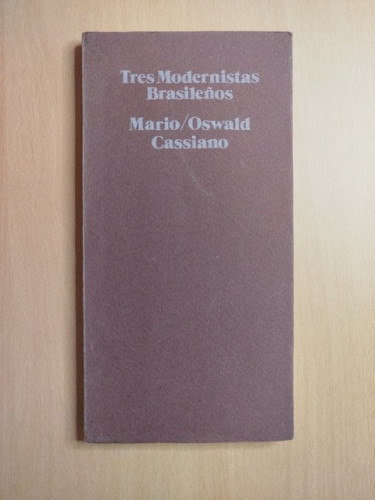 Tres Modernistas
Brasileños
Mario/Oswald
Cassiano